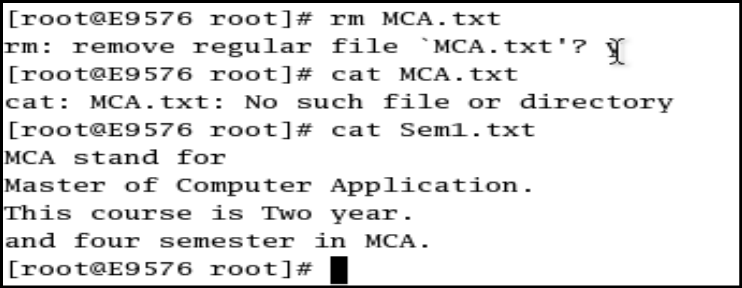 [root@E9576 root]# rm MCA.txt
rm: remove regular file `MCA.txt'? y
[root@E9576 root]# cat MCA.txt
cat: MCA.txt: No such file or directory
[root@E9576 root]# cat Sem1.txt
MCA stand for
Master of Computer Application.
This course is Two year.
and four semester in MCA.
[root@E9576 root]#